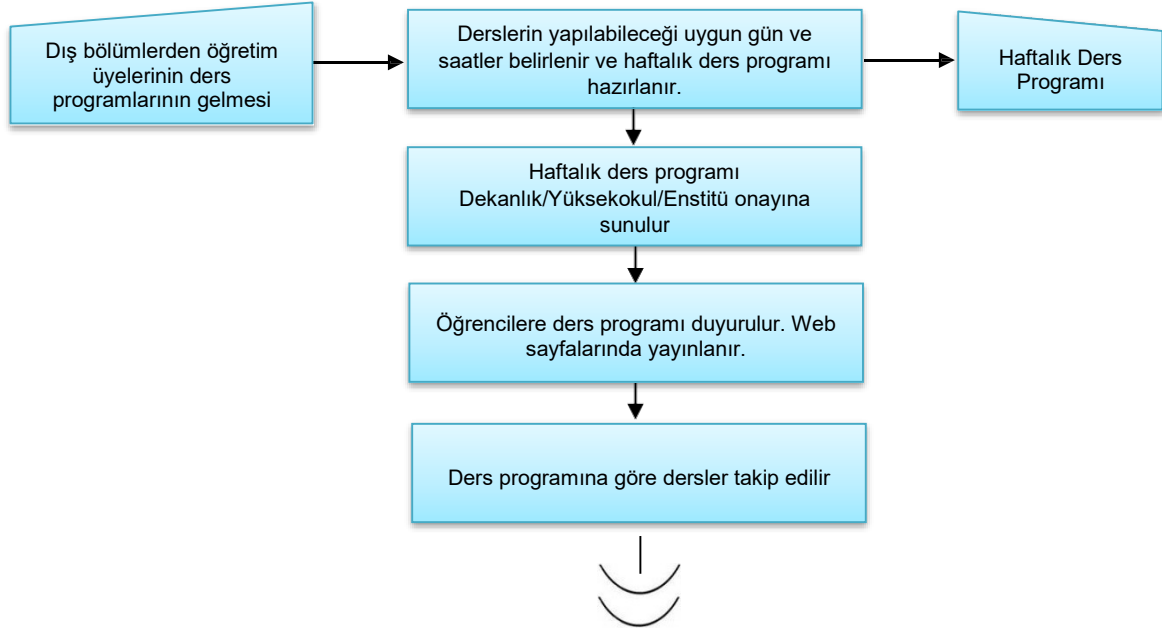 Dış bölümlerden öğretim
üyelerinin ders
programlarının gelmesi
Derslerin yapılabileceği uygun gün ve
saatler belirlenir ve haftalık ders programı
hazırlanır.
Haftalık Ders
Programı
Haftalık ders programı
Dekanlık/Yüksekokul/Enstitü onayına
sunulur
Öğrencilere ders programı duyurulur. Web
sayfalarında yayınlanır.
Ders programına göre dersler takip edilir